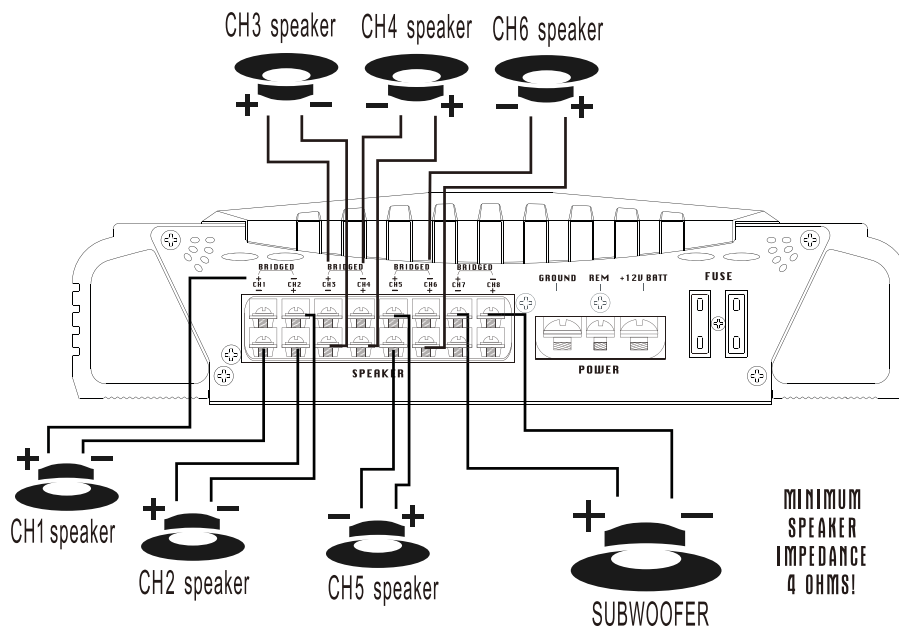 CH3 speaker
CH4 speaker
CH6 speaker
+ −
− +
− +
BRIDGED BRIDGED BRIDGED BRIDGED
+ − + − + − + −
CH1 CH2 CH3 CH4 CH5 CH6 CH7 CH8
− + − + − + − +
GROUND REM +12V BATT
FUSE
SPEAKER
POWER
+ −
CH1 speaker
+ −
CH2 speaker
− +
CH5 speaker
+ −
SUBWOOFER
MINIMUM
SPEAKER
IMPEDANCE
4 OHMS!